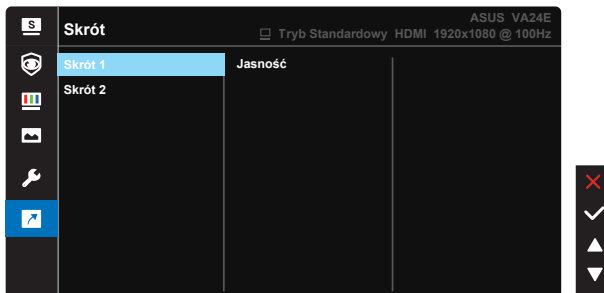 S
Skrót
ASUS VA24E
Tryb Standardowy HDMI 1920x1080 @ 100Hz
Skrót 1
Jasność
Skrót 2